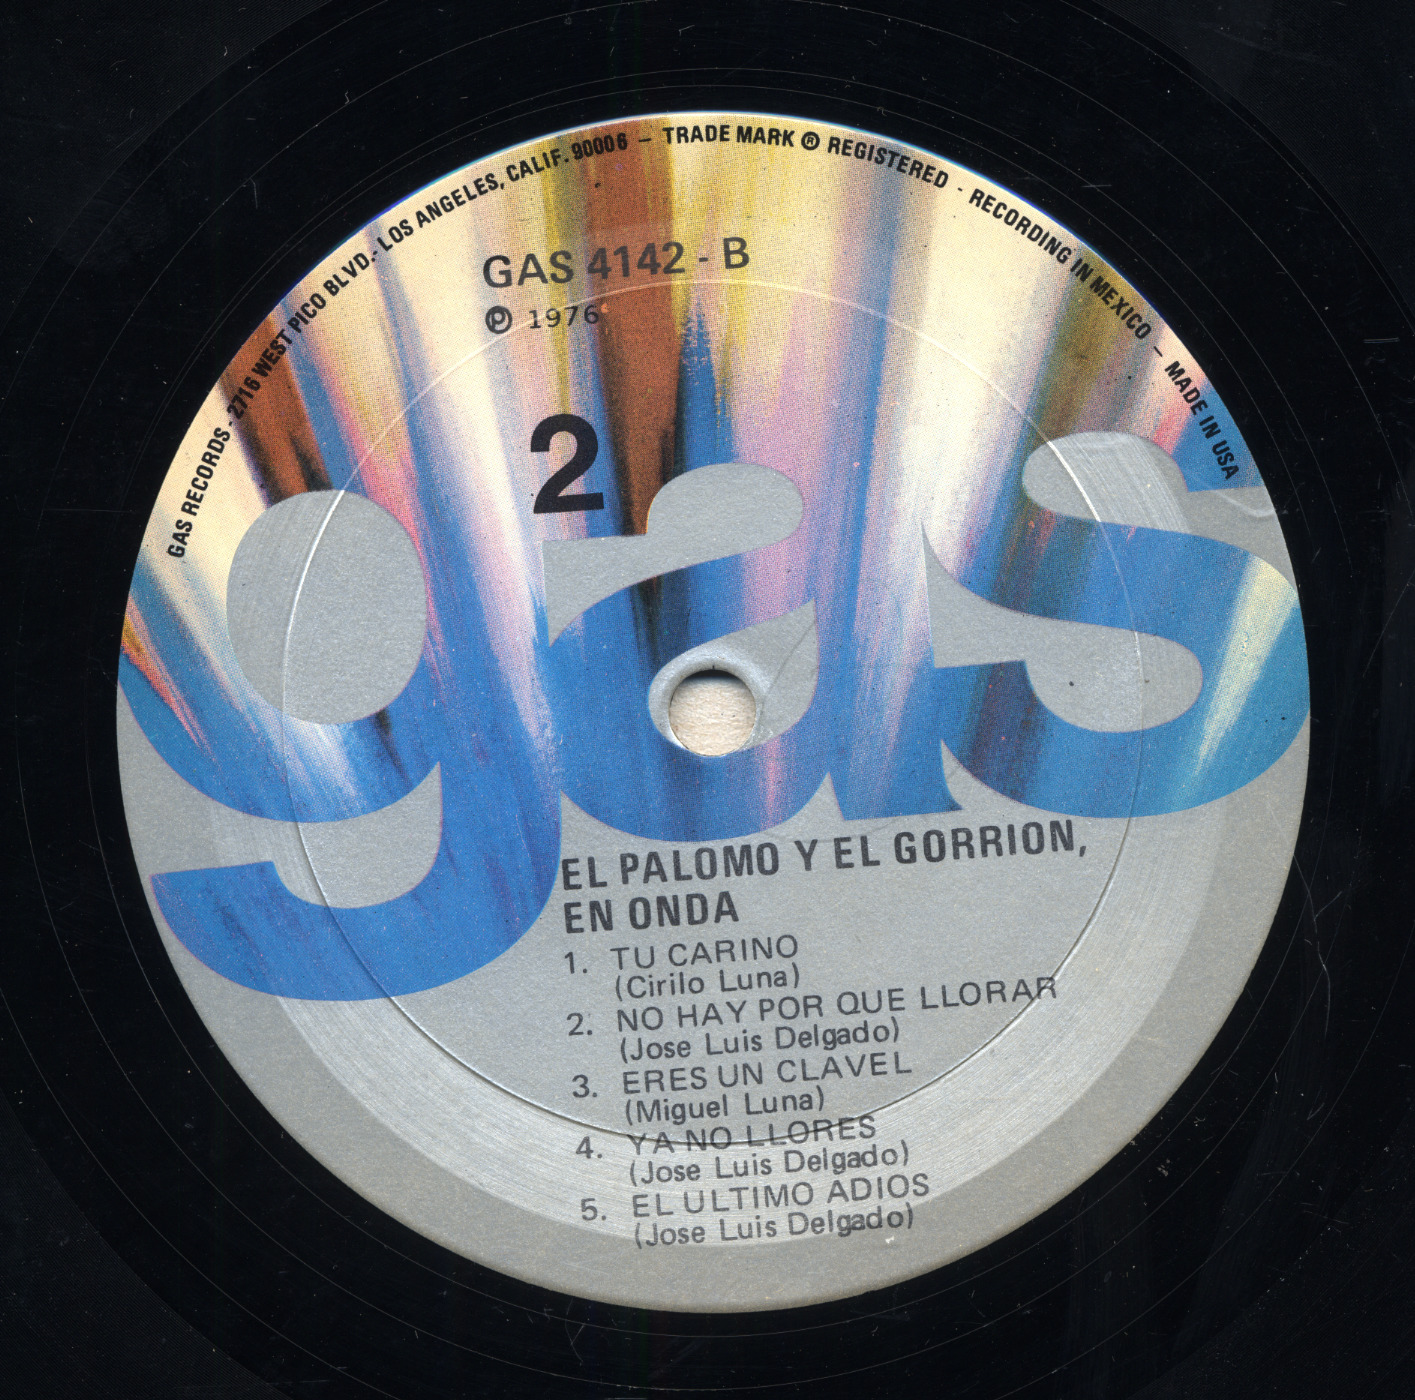 GAS RECORDS - 2716 WEST PICO BLVD.- LOS ANGELES, CALIF. 90006 – TRADE MARK ® REGISTERED - RECORDING IN MEXICO – MADE IN USA
GAS 4142 - B
℗ 1976
2
gas
EL PALOMO Y EL GORRION,
EN ONDA
1. TU CARINO
(Cirilo Luna)
2. NO HAY POR QUE LLORAR
(Jose Luis Delgado)
3. ERES UN CLAVEL
(Miguel Luna)
4. YA NO LLORES
(Jose Luis Delgado)
5. EL ULTIMO ADIOS
(Jose Luis Delgado)